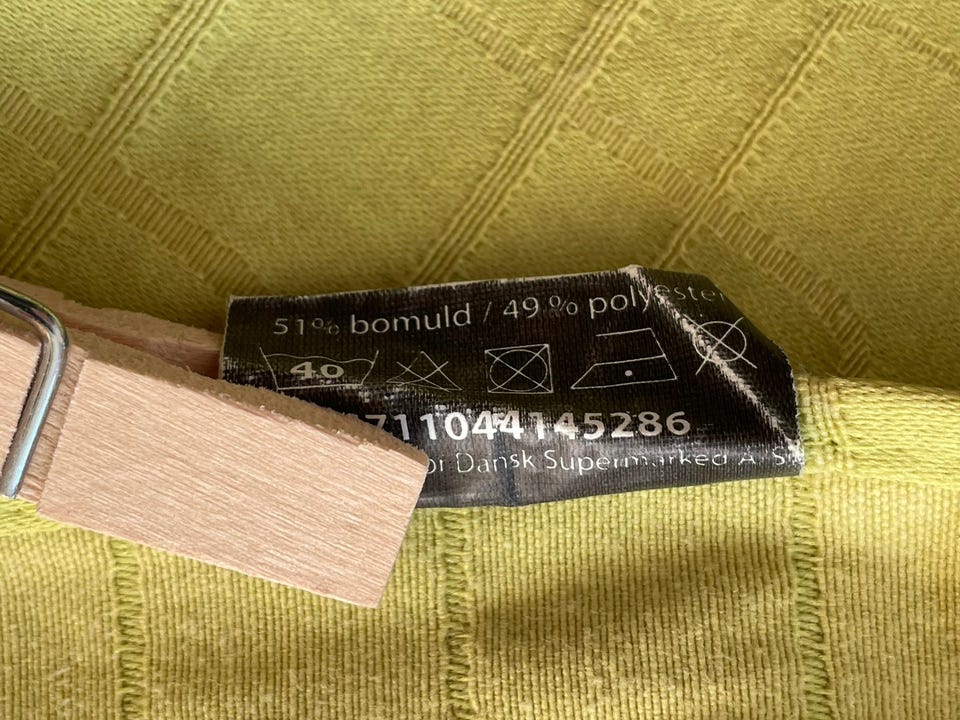 51% bomuld / 49% polyester
40
711044145286
Dansk Supermarked A/S